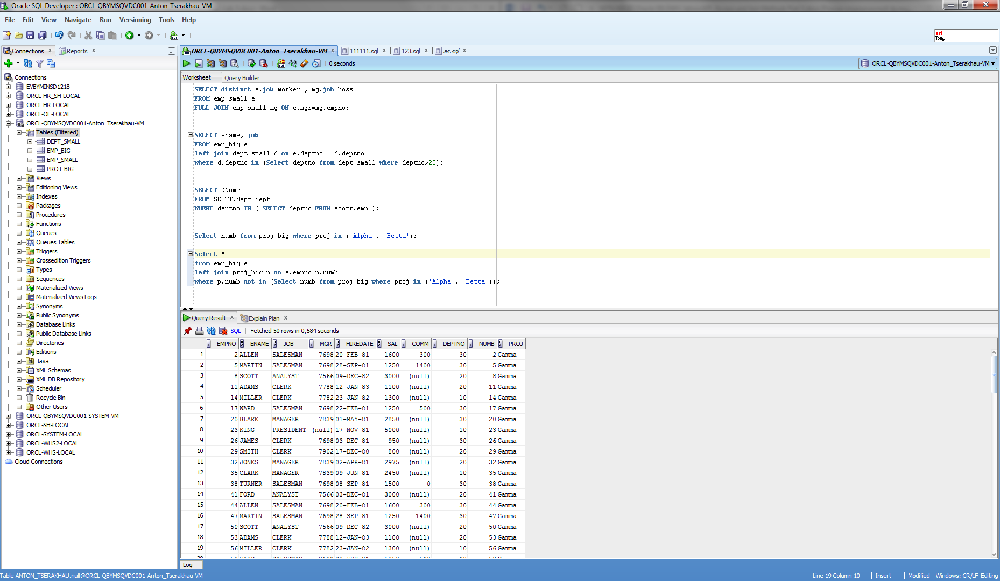 Oracle SQL Developer : ORCL-QBYMSQVDC001-Anton_Tserakhau-VM
File Edit View Navigate Run Versioning Tools Help
ask
Tom
Connections x Reports x
Connections
EVBYMINSD1218
ORCL-HR_SH-LOCAL
ORCL-HR-LOCAL
ORCL-OE-LOCAL
ORCL-QBYMSQVDC001-Anton_Tserakhau-VM
Tables (Filtered)
DEPT_SMALL
EMP_BIG
EMP_SMALL
PROJ_BIG
Views
Editioning Views
Indexes
Packages
Procedures
Functions
Queues
Queues Tables
Triggers
Crossedition Triggers
Types
Sequences
Materialized Views
Materialized Views Logs
Synonyms
Public Synonyms
Database Links
Public Database Links
Directories
Editions
Java
XML Schemas
XML DB Repository
Scheduler
Recycle Bin
Other Users
ORCL-QBYMSQVDC001-SYSTEM-VM
ORCL-SH-LOCAL
ORCL-SYSTEM-LOCAL
ORCL-WHS2-LOCAL
ORCL-WHS-LOCAL
Cloud Connections
ORCL-QBYMSQVDC001-Anton_Tserakhau-VM x 111111.sql x 123.sql x as.sql x
0 seconds
ORCL-QBYMSQVDC001-Anton_Tserakhau-VM
Worksheet Query Builder
SELECT distinct e.job worker , mg.job boss
FROM emp_small e
FULL JOIN emp_small mg ON e.mgr=mg.empno;
SELECT ename, job
FROM emp_big e
left join dept_small d on e.deptno = d.deptno
where d.deptno in (Select deptno from dept_small where deptno>20);
SELECT DName
FROM SCOTT.dept dept
WHERE deptno IN ( SELECT deptno FROM scott.emp );
Select numb from proj_big where proj in ('Alpha', 'Betta');
Select *
from emp_big e
left join proj_big p on e.empno=p.numb
where p.numb not in (Select numb from proj_big where proj in ('Alpha', 'Betta'));
Query Result x Explain Plan x
SQL Fetched 50 rows in 0,584 seconds
EMPNO ENAME JOB MGR HIREDATE SAL COMM DEPTNO NUMB PROJ
1 2 ALLEN SALESMAN 7698 20-FEB-81 1600 300 30 2 Gamma
2 5 MARTIN SALESMAN 7698 28-SEP-81 1250 1400 30 5 Gamma
3 8 SCOTT ANALYST 7566 09-DEC-82 3000 (null) 20 8 Gamma
4 11 ADAMS CLERK 7788 12-JAN-83 1100 (null) 20 11 Gamma
5 14 MILLER CLERK 7782 23-JAN-82 1300 (null) 10 14 Gamma
6 17 WARD SALESMAN 7698 22-FEB-81 1250 500 30 17 Gamma
7 20 BLAKE MANAGER 7839 01-MAY-81 2850 (null) 30 20 Gamma
8 23 KING PRESIDENT (null) 17-NOV-81 5000 (null) 10 23 Gamma
9 26 JAMES CLERK 7698 03-DEC-81 950 (null) 30 26 Gamma
10 29 SMITH CLERK 7902 17-DEC-80 800 (null) 20 29 Gamma
11 32 JONES MANAGER 7839 02-APR-81 2975 (null) 20 32 Gamma
12 35 CLARK MANAGER 7839 09-JUN-81 2450 (null) 10 35 Gamma
13 38 TURNER SALESMAN 7698 08-SEP-81 1500 0 30 38 Gamma
14 41 FORD ANALYST 7566 03-DEC-81 3000 (null) 20 41 Gamma
15 44 ALLEN SALESMAN 7698 20-FEB-81 1600 300 30 44 Gamma
16 47 MARTIN SALESMAN 7698 28-SEP-81 1250 1400 30 47 Gamma
17 50 SCOTT ANALYST 7566 09-DEC-82 3000 (null) 20 50 Gamma
18 53 ADAMS CLERK 7788 12-JAN-83 1100 (null) 20 53 Gamma
19 56 MILLER CLERK 7782 23-JAN-82 1300 (null) 10 56 Gamma
Log
Table ANTON_TSERAKHAU.null@ORCL-QBYMSQVDC001-Anton_Tserakhau-VM Line 19 Column 10 Insert Modified Windows: CR/LF Editing